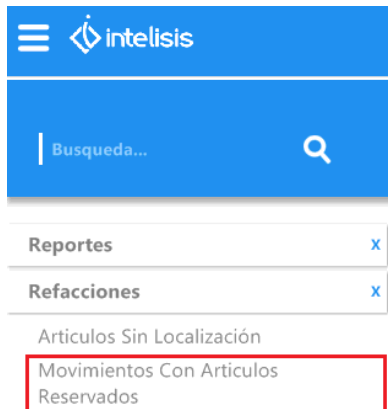 intelisis
Busqueda...
Reportes x
Refacciones x
Articulos Sin Localización
Movimientos Con Articulos
Reservados